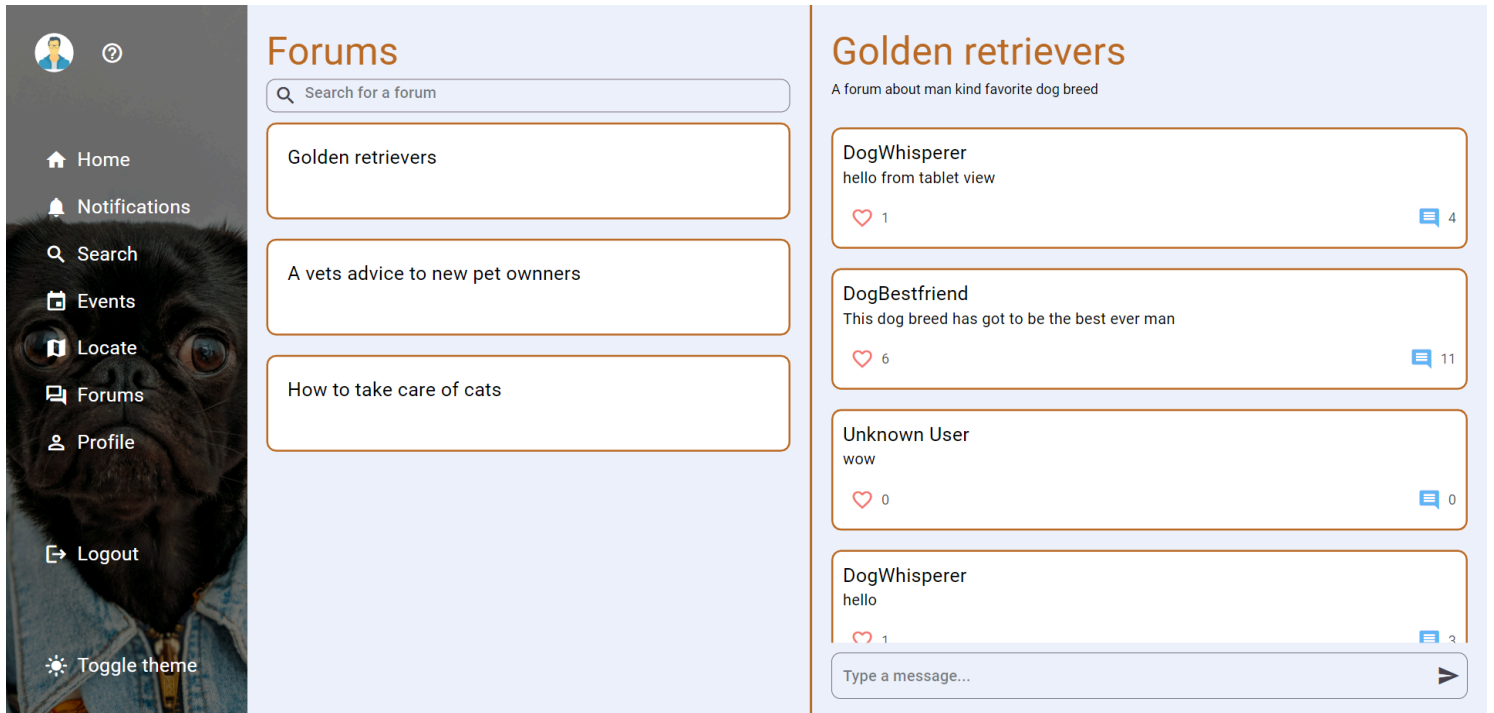 Home
Notifications
Search
Events
Locate
Forums
Profile
Logout
Toggle theme
Forums
Search for a forum
Golden retrievers
A vets advice to new pet ownners
How to take care of cats
Golden retrievers
A forum about man kind favorite dog breed
DogWhisperer
hello from tablet view
1 4
DogBestfriend
This dog breed has got to be the best ever man
6 11
Unknown User
wow
0 0
DogWhisperer
hello
1 3
Type a message...